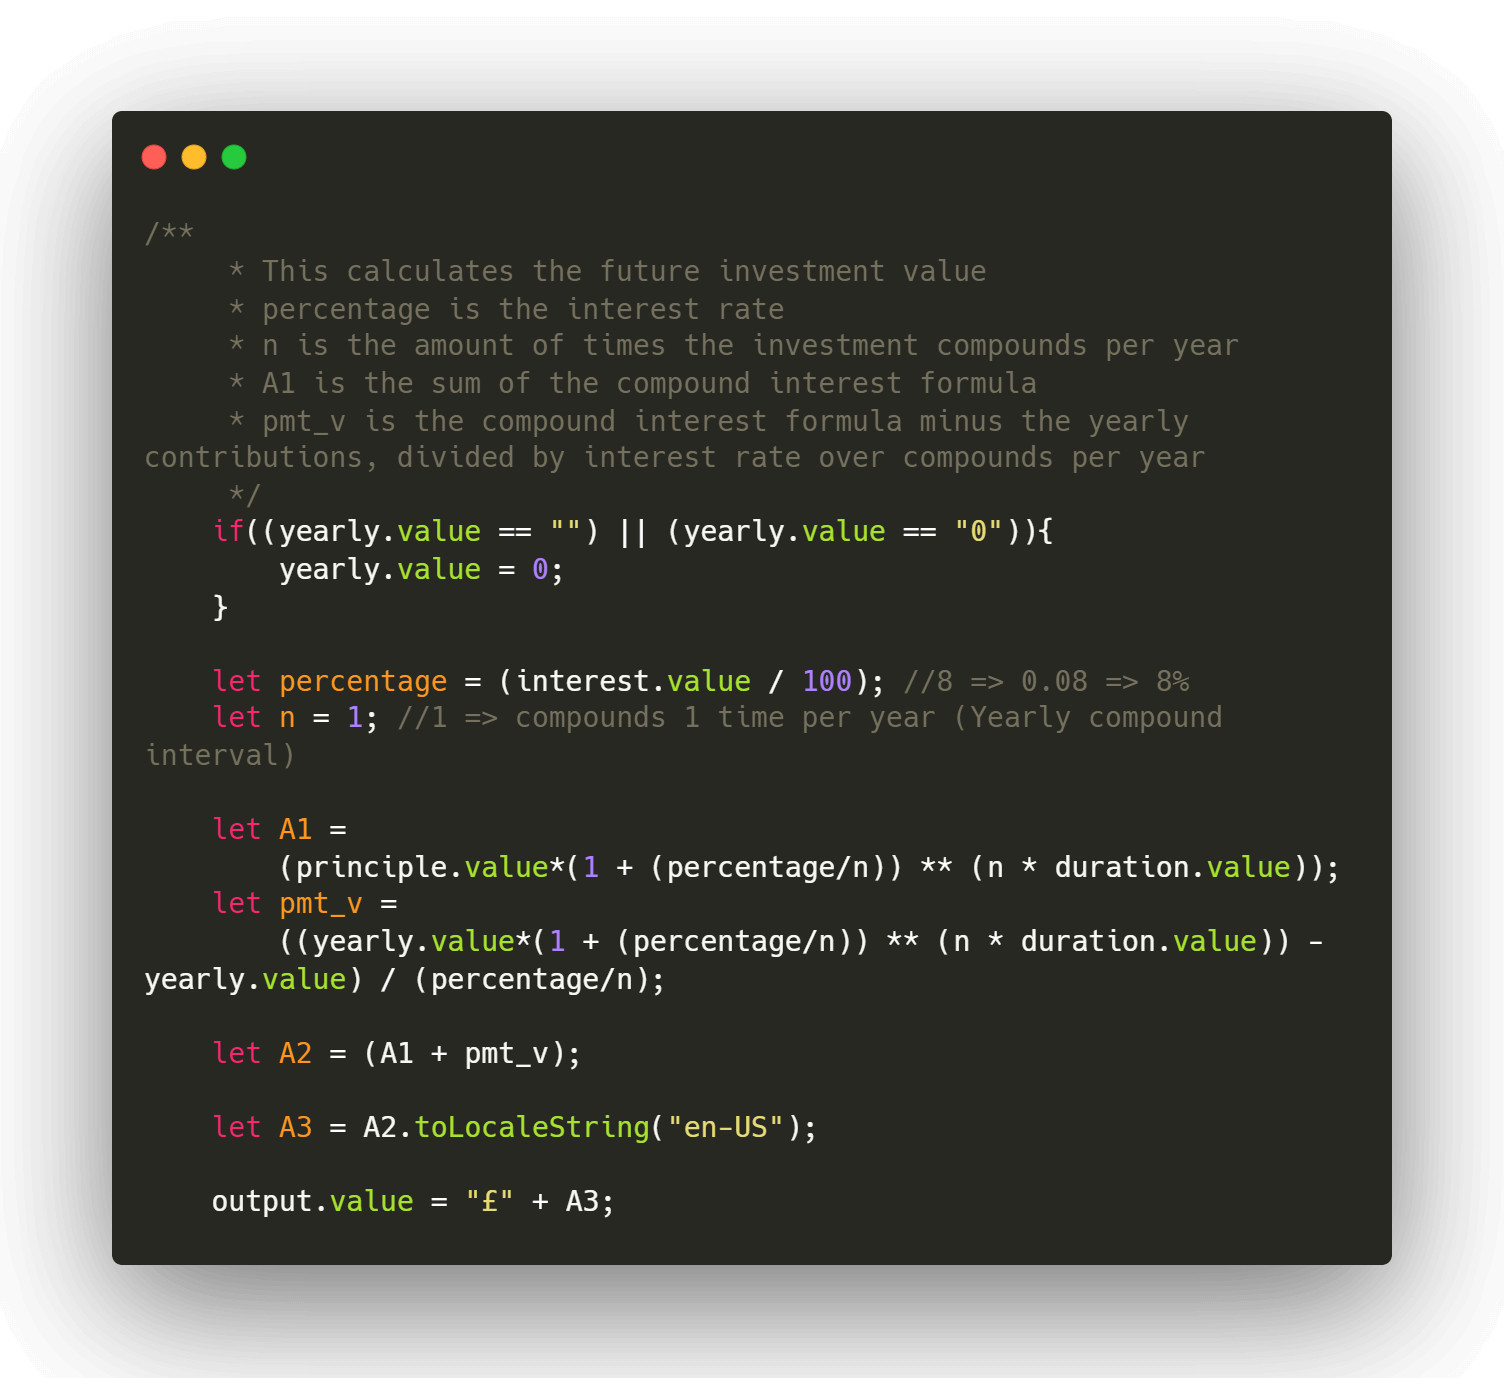 /**
     * This calculates the future investment value
     * percentage is the interest rate
     * n is the amount of times the investment compounds per year
     * A1 is the sum of the compound interest formula
     * pmt_v is the compound interest formula minus the yearly
contributions, divided by interest rate over compounds per year
     */
    if((yearly.value == "") || (yearly.value == "0")){
        yearly.value = 0;
    }

    let percentage = (interest.value / 100); //8 => 0.08 => 8%
    let n = 1; //1 => compounds 1 time per year (Yearly compound
interval)

    let A1 =
        (principle.value*(1 + (percentage/n)) ** (n * duration.value));
    let pmt_v =
        ((yearly.value*(1 + (percentage/n)) ** (n * duration.value)) -
yearly.value) / (percentage/n);

    let A2 = (A1 + pmt_v);

    let A3 = A2.toLocaleString("en-US");

    output.value = "£" + A3;